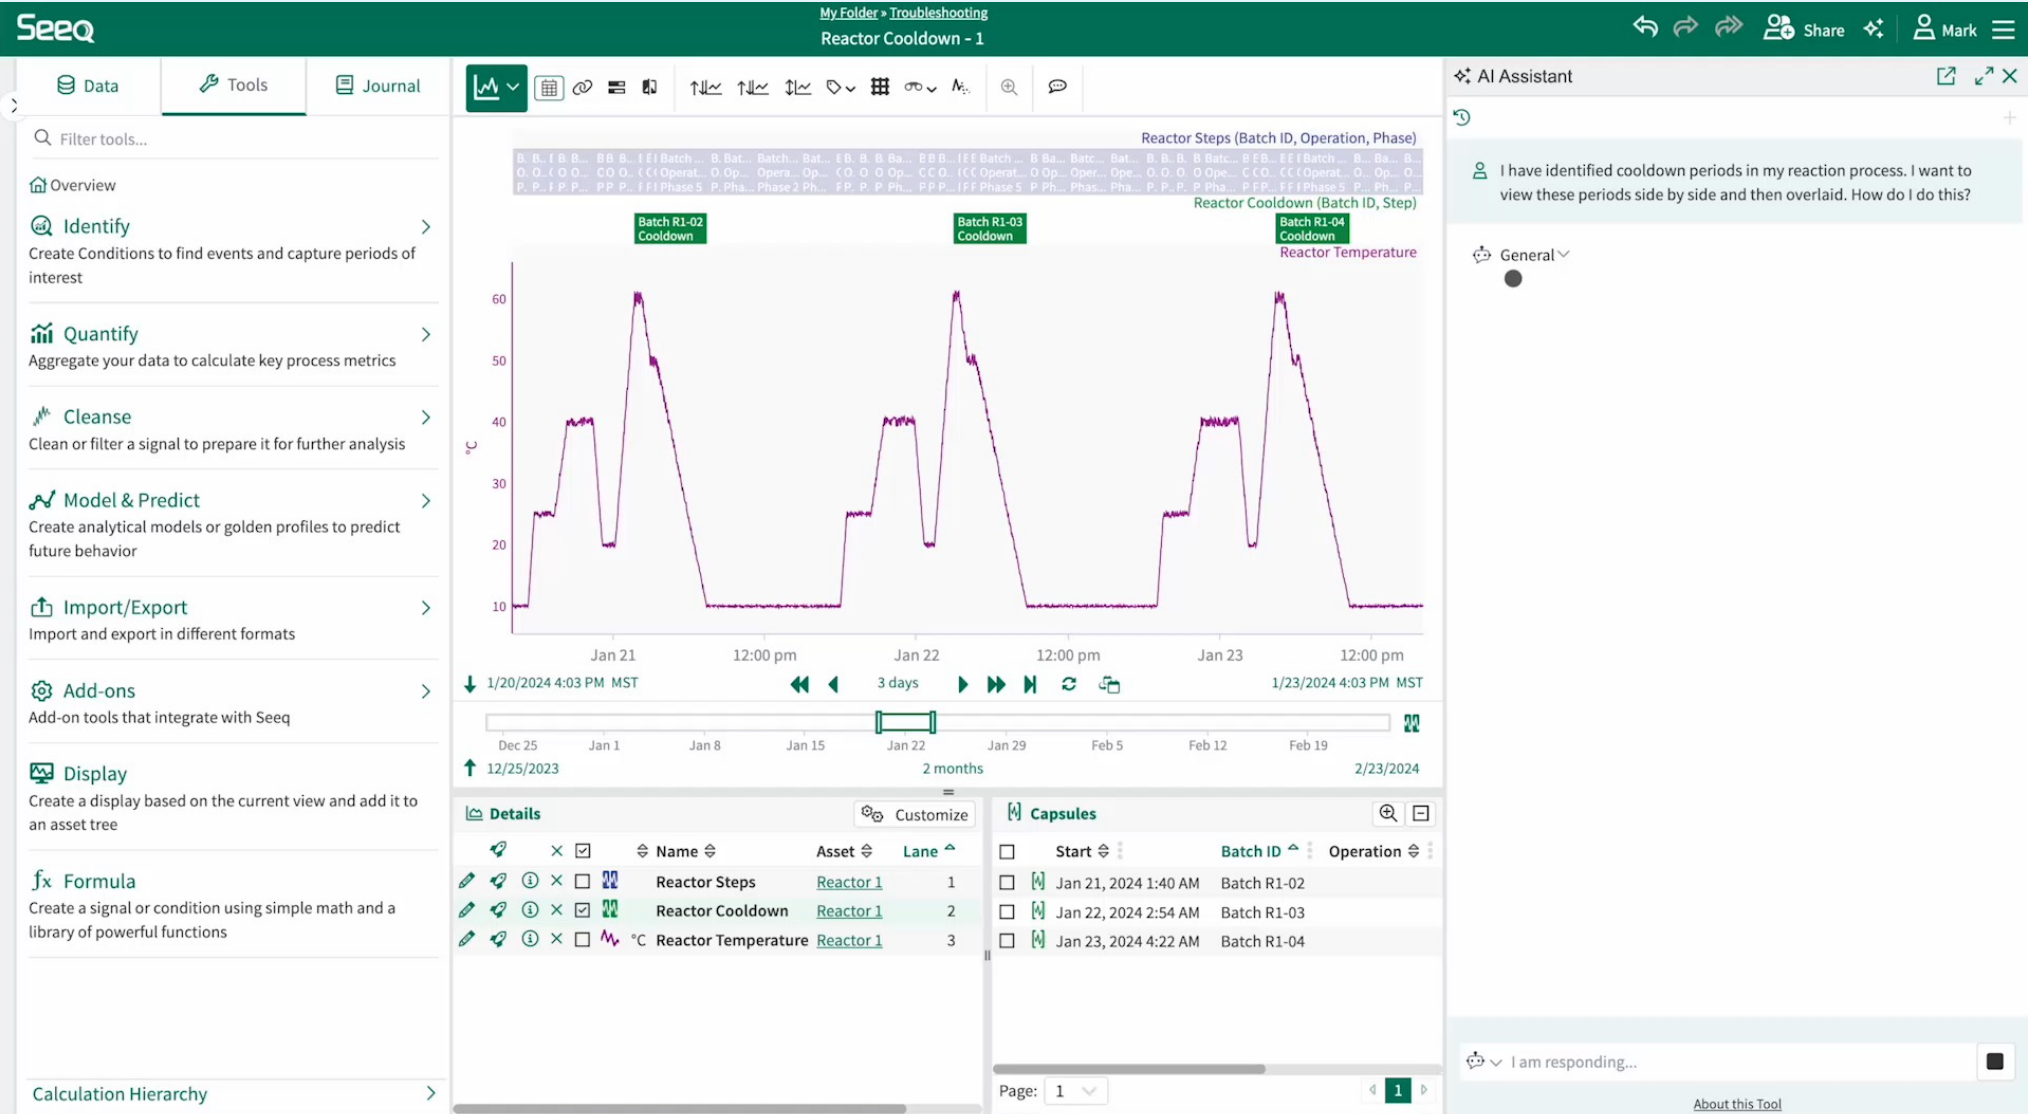 Seeq
My Folder » Troubleshooting
Reactor Cooldown - 1
Share
Mark
Data
Tools
Journal
Filter tools...
Overview
Identify
Create Conditions to find events and capture periods of
interest
Quantify
Aggregate your data to calculate key process metrics
Cleanse
Clean or filter a signal to prepare it for further analysis
Model & Predict
Create analytical models or golden profiles to predict
future behavior
Import/Export
Import and export in different formats
Add-ons
Add-on tools that integrate with Seeq
Display
Create a display based on the current view and add it to
an asset tree
Formula
Create a signal or condition using simple math and a
library of powerful functions
Calculation Hierarchy
Reactor Steps (Batch ID, Operation, Phase)
Reactor Cooldown (Batch ID, Step)
Batch R1-02
Cooldown
Batch R1-03
Cooldown
Batch R1-04
Cooldown
Reactor Temperature
60
50
40
°C
30
20
10
Jan 21 12:00 pm Jan 22 12:00 pm Jan 23 12:00 pm
1/20/2024 4:03 PM MST 3 days 1/23/2024 4:03 PM MST
Dec 25 Jan 1 Jan 8 Jan 15 Jan 22 Jan 29 Feb 5 Feb 12 Feb 19
12/25/2023 2 months 2/23/2024
Details Customize
Name Asset Lane
Reactor Steps Reactor 1 1
Reactor Cooldown Reactor 1 2
°C Reactor Temperature Reactor 1 3
Capsules
Start Batch ID Operation
Jan 21, 2024 1:40 AM Batch R1-02
Jan 22, 2024 2:54 AM Batch R1-03
Jan 23, 2024 4:22 AM Batch R1-04
Page: 1 1
AI Assistant
I have identified cooldown periods in my reaction process. I want to
view these periods side by side and then overlaid. How do I do this?
General
I am responding...
About this Tool